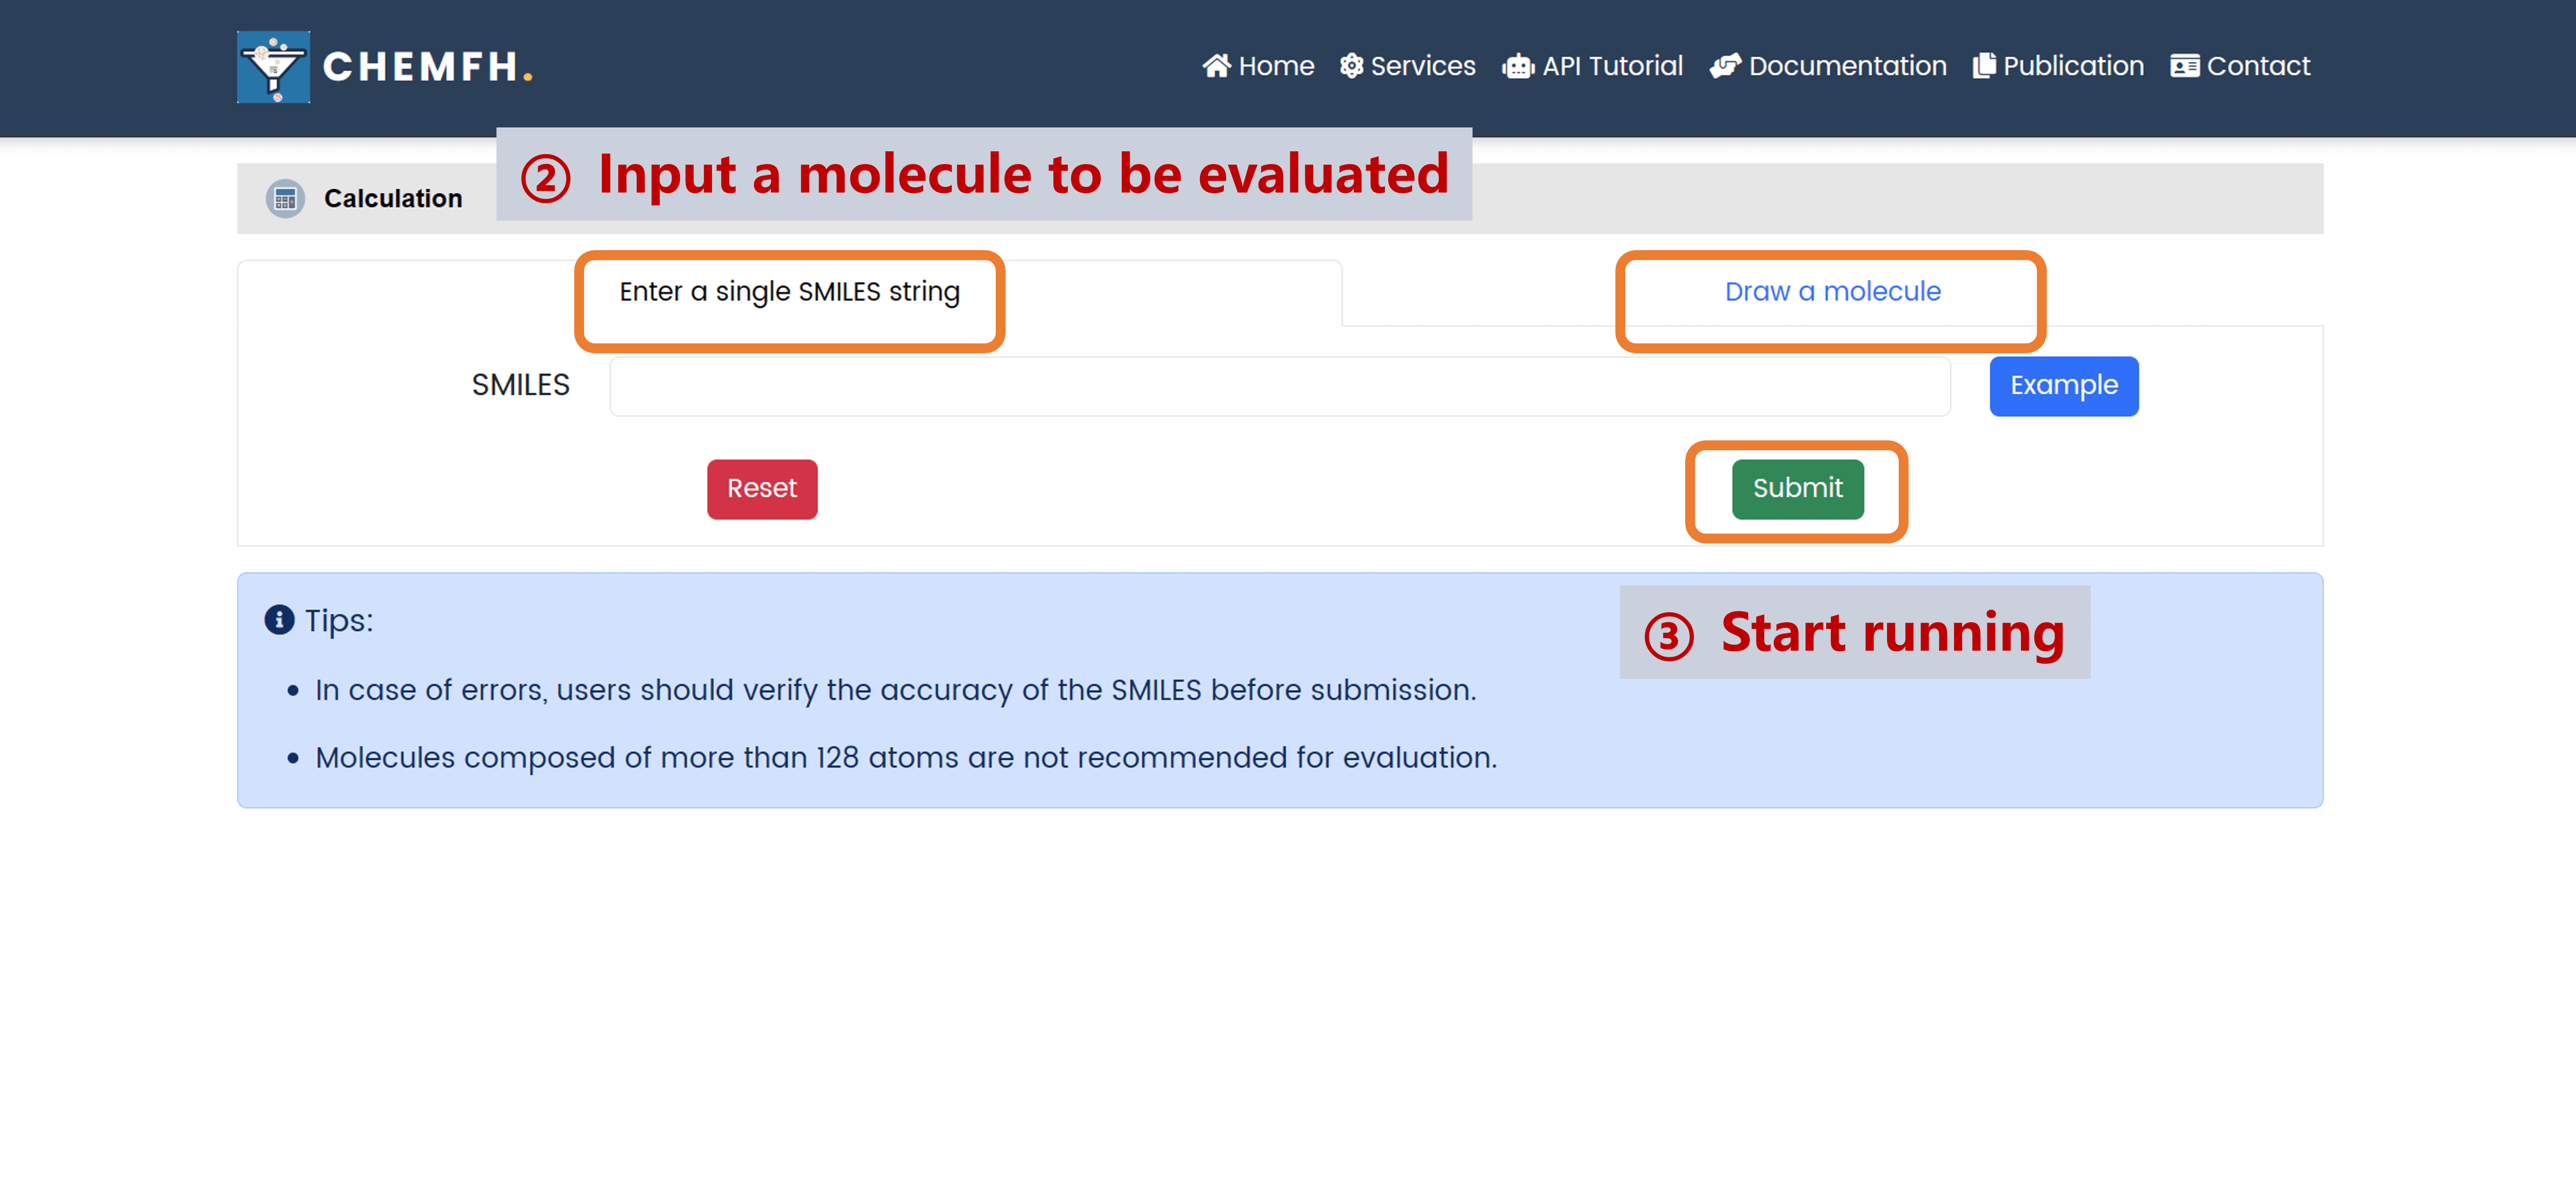 CHEMFH.
Home Services API Tutorial Documentation Publication Contact
② Input a molecule to be evaluated
Calculation
Enter a single SMILES string
Draw a molecule
SMILES
Example
Reset
Submit
Tips:
③ Start running
In case of errors, users should verify the accuracy of the SMILES before submission.
Molecules composed of more than 128 atoms are not recommended for evaluation.